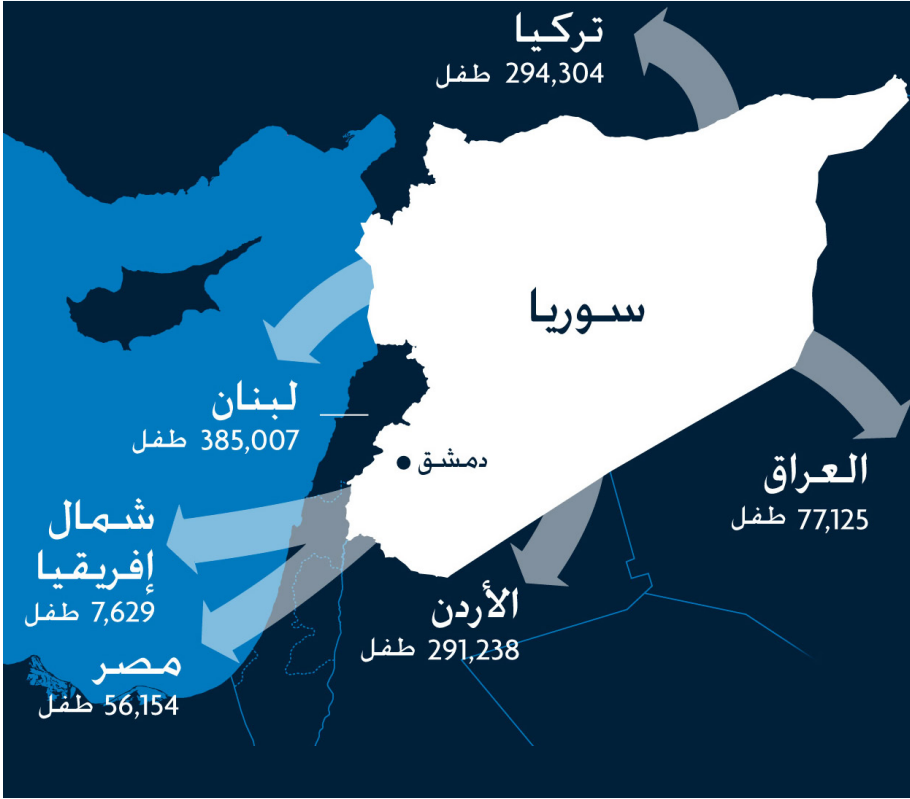 تركيا
294,304 طفل
سوريا
لبنان
385,007 طفل
دمشق
العراق
77,125 طفل
شمال
إفريقيا
7,629 طفل
الأردن
291,238 طفل
مصر
56,154 طفل